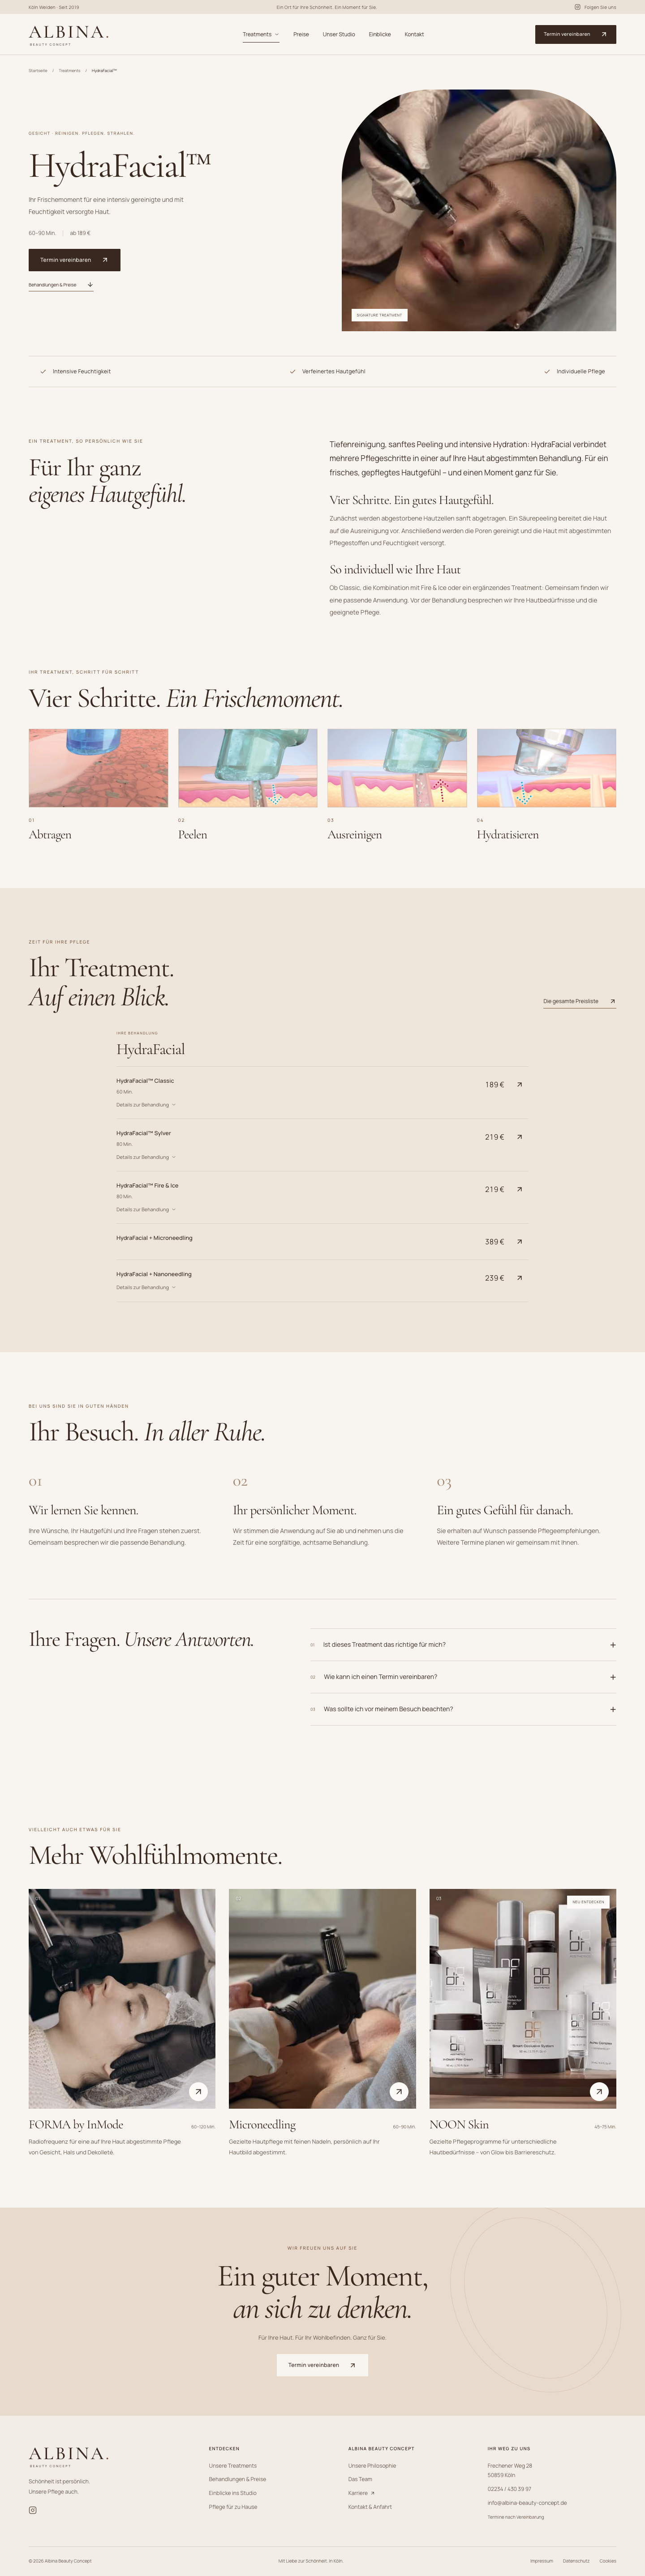 Köln Weiden · Seit 2019
Ein Ort für Ihre Schönheit. Ein Moment für Sie.
Folgen Sie uns
ALBINA.
BEAUTY CONCEPT
Treatments
Preise
Unser Studio
Einblicke
Kontakt
Termin vereinbaren
Startseite / Treatments / HydraFacial™
GESICHT · REINIGEN. PFLEGEN. STRAHLEN.
HydraFacial™
Ihr Frischemoment für eine intensiv gereinigte und mit
Feuchtigkeit versorgte Haut.
60–90 Min.
ab 189 €
Termin vereinbaren
Behandlungen & Preise
SIGNATURE TREATMENT
Intensive Feuchtigkeit
Verfeinertes Hautgefühl
Individuelle Pflege
EIN TREATMENT, SO PERSÖNLICH WIE SIE
Für Ihr ganz
eigenes Hautgefühl.
Tiefenreinigung, sanftes Peeling und intensive Hydration: HydraFacial verbindet
mehrere Pflegeschritte in einer auf Ihre Haut abgestimmten Behandlung. Für ein
frisches, gepflegtes Hautgefühl – und einen Moment ganz für Sie.
Vier Schritte. Ein gutes Hautgefühl.
Zunächst werden abgestorbene Hautzellen sanft abgetragen. Ein Säurepeeling bereitet die Haut
auf die Ausreinigung vor. Anschließend werden die Poren gereinigt und die Haut mit abgestimmten
Pflegestoffen und Feuchtigkeit versorgt.
So individuell wie Ihre Haut
Ob Classic, die Kombination mit Fire & Ice oder ein ergänzendes Treatment: Gemeinsam finden wir
eine passende Anwendung. Vor der Behandlung besprechen wir Ihre Hautbedürfnisse und die
geeignete Pflege.
IHR TREATMENT, SCHRITT FÜR SCHRITT
Vier Schritte. Ein Frischemoment.
01
Abtragen
02
Peelen
03
Ausreinigen
04
Hydratisieren
ZEIT FÜR IHRE PFLEGE
Ihr Treatment.
Auf einen Blick.
Die gesamte Preisliste
IHRE BEHANDLUNG
HydraFacial
HydraFacial™ Classic
60 Min.
Details zur Behandlung
189 €
HydraFacial™ Sylver
80 Min.
Details zur Behandlung
219 €
HydraFacial™ Fire & Ice
80 Min.
Details zur Behandlung
219 €
HydraFacial + Microneedling
389 €
HydraFacial + Nanoneedling
Details zur Behandlung
239 €
BEI UNS SIND SIE IN GUTEN HÄNDEN
Ihr Besuch. In aller Ruhe.
01
Wir lernen Sie kennen.
Ihre Wünsche, Ihr Hautgefühl und Ihre Fragen stehen zuerst.
Gemeinsam besprechen wir die passende Behandlung.
02
Ihr persönlicher Moment.
Wir stimmen die Anwendung auf Sie ab und nehmen uns die
Zeit für eine sorgfältige, achtsame Behandlung.
03
Ein gutes Gefühl für danach.
Sie erhalten auf Wunsch passende Pflegeempfehlungen.
Weitere Termine planen wir gemeinsam mit Ihnen.
Ihre Fragen. Unsere Antworten.
01 Ist dieses Treatment das richtige für mich?
02 Wie kann ich einen Termin vereinbaren?
03 Was sollte ich vor meinem Besuch beachten?
VIELLEICHT AUCH ETWAS FÜR SIE
Mehr Wohlfühlmomente.
03
NEU ENTDECKEN
noon
FORMA by InMode
60–120 Min.
Radiofrequenz für eine auf Ihre Haut abgestimmte Pflege
von Gesicht, Hals und Dekolleté.
Microneedling
60–90 Min.
Gezielte Hautpflege mit feinen Nadeln, persönlich auf Ihr
Hautbild abgestimmt.
NOON Skin
45–75 Min.
Gezielte Pflegeprogramme für unterschiedliche
Hautbedürfnisse – von Glow bis Barriereschutz.
WIR FREUEN UNS AUF SIE
Ein guter Moment,
an sich zu denken.
Für Ihre Haut. Für Ihr Wohlbefinden. Ganz für Sie.
Termin vereinbaren
ALBINA.
BEAUTY CONCEPT
Schönheit ist persönlich.
Unsere Pflege auch.
ENTDECKEN
Unsere Treatments
Behandlungen & Preise
Einblicke ins Studio
Pflege für zu Hause
ALBINA BEAUTY CONCEPT
Unsere Philosophie
Das Team
Karriere
Kontakt & Anfahrt
IHR WEG ZU UNS
Frechener Weg 28
50859 Köln
02234 / 430 39 97
info@albina-beauty-concept.de
Termine nach Vereinbarung
© 2026 Albina Beauty Concept
Mit Liebe zur Schönheit. In Köln.
Impressum
Datenschutz
Cookies